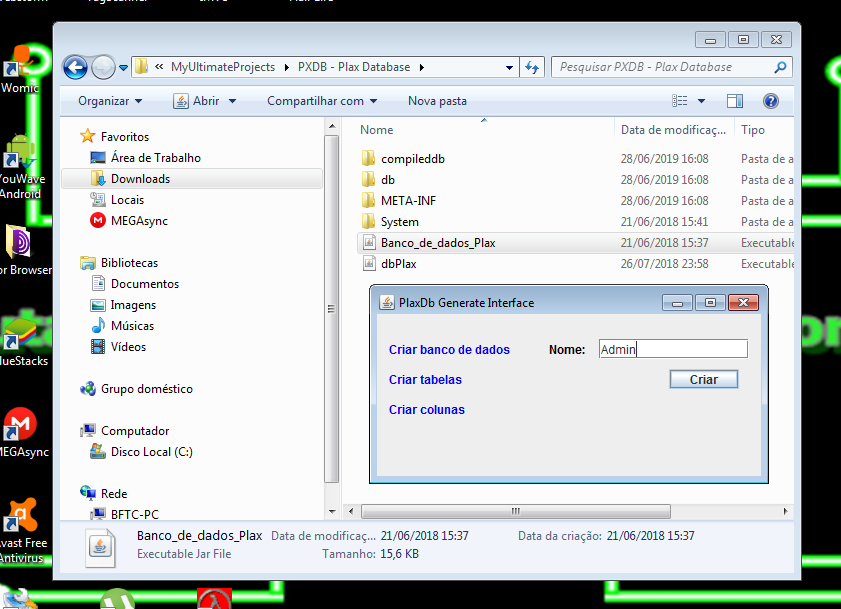 MyUltimateProjects
PXDB - Plax Database
Pesquisar PXDB - Plax Database
Organizar
Abrir
Compartilhar com
Nova pasta
Favoritos
Área de Trabalho
Downloads
Locais
MEGAsync
Bibliotecas
Documentos
Imagens
Músicas
Vídeos
Grupo doméstico
Computador
Disco Local (C:)
Rede
BFTC-PC
Nome Data de modificaç... Tipo
compileddb 28/06/2019 16:08 Pasta de a
db 28/06/2019 16:08 Pasta de a
META-INF 28/06/2019 16:08 Pasta de a
System 21/06/2018 15:41 Pasta de a
Banco_de_dados_Plax 21/06/2018 15:37 Executable
dbPlax 26/07/2018 23:58 Executable
PlaxDb Generate Interface
Criar banco de dados Nome: Admin
Criar tabelas Criar
Criar colunas
Banco_de_dados_Plax Data de modificaç... 21/06/2018 15:37 Data da criação: 21/06/2018 15:37
Executable Jar File Tamanho: 15,6 KB
Womic
YouWave
Android
or Browser
lueStacks
MEGAsync
Avast Free
Antivirus